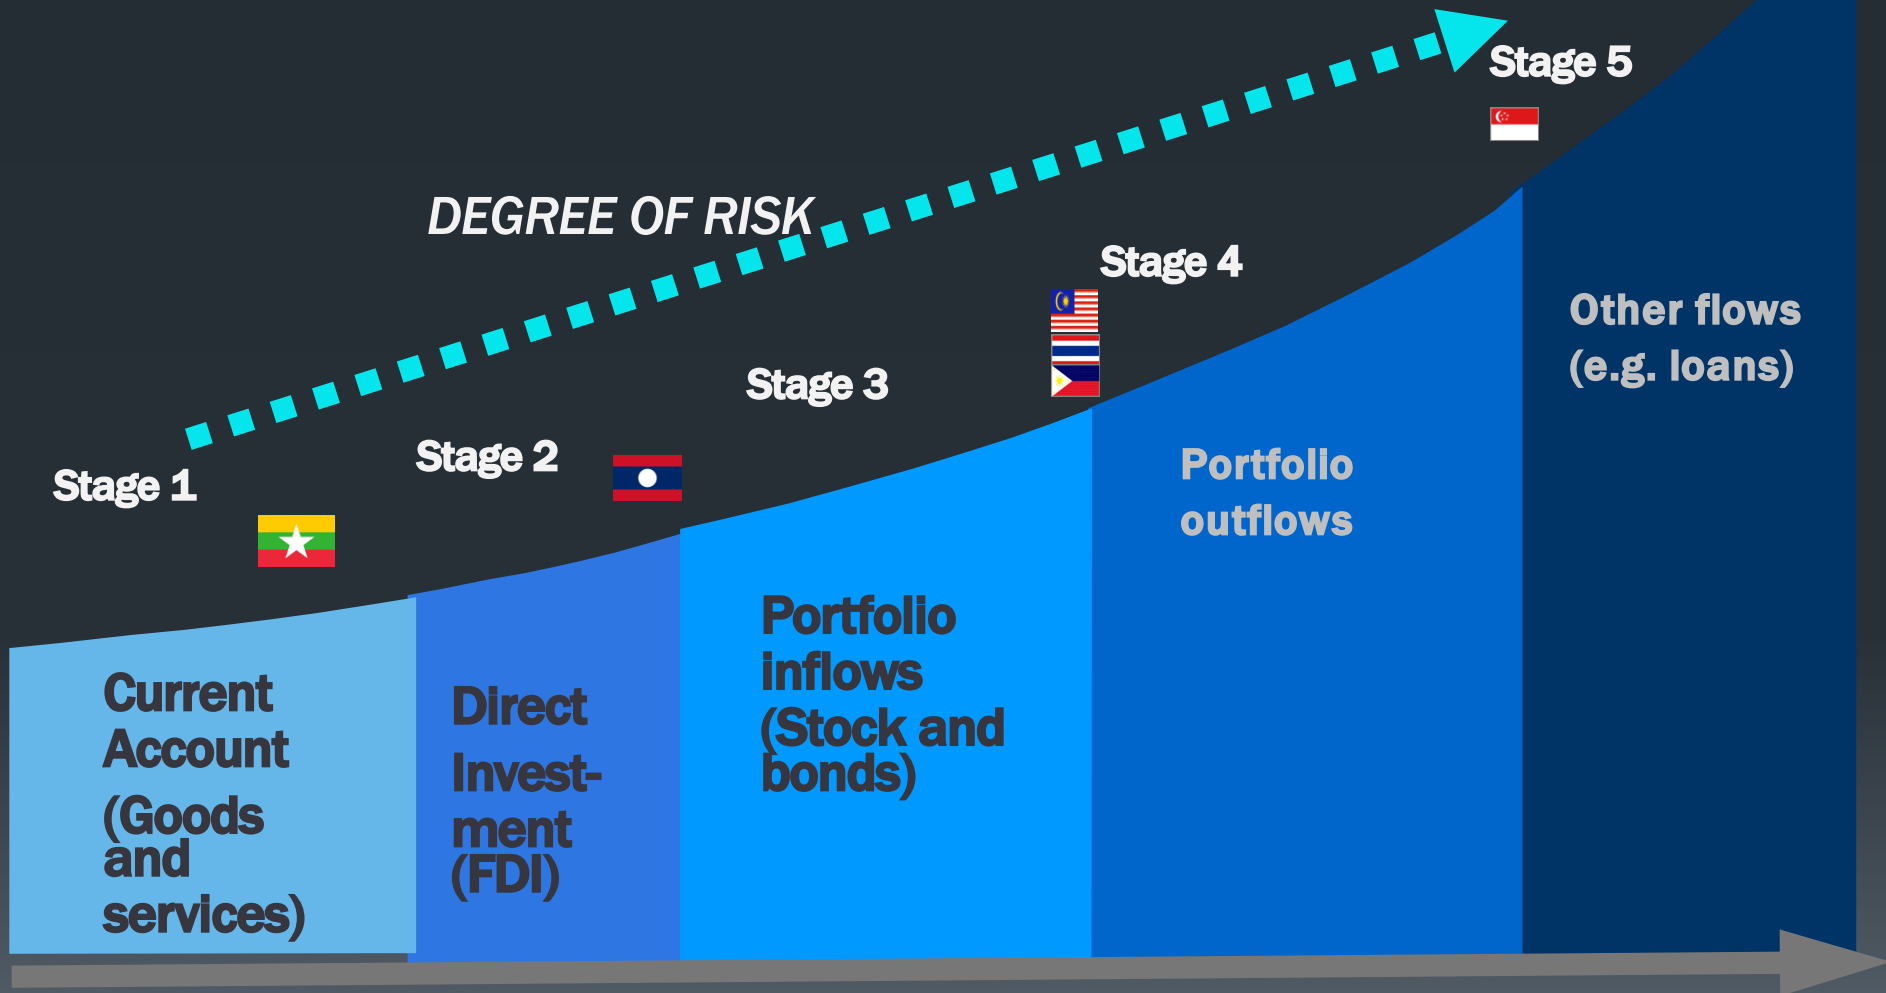 DEGREE OF RISK
Stage 1
Current
Account
(Goods
and
services)
Stage 2
Direct
Invest-
ment
(FDI)
Stage 3
Portfolio
inflows
(Stock and
bonds)
Stage 4
Portfolio
outflows
Stage 5
Other flows
(e.g. loans)